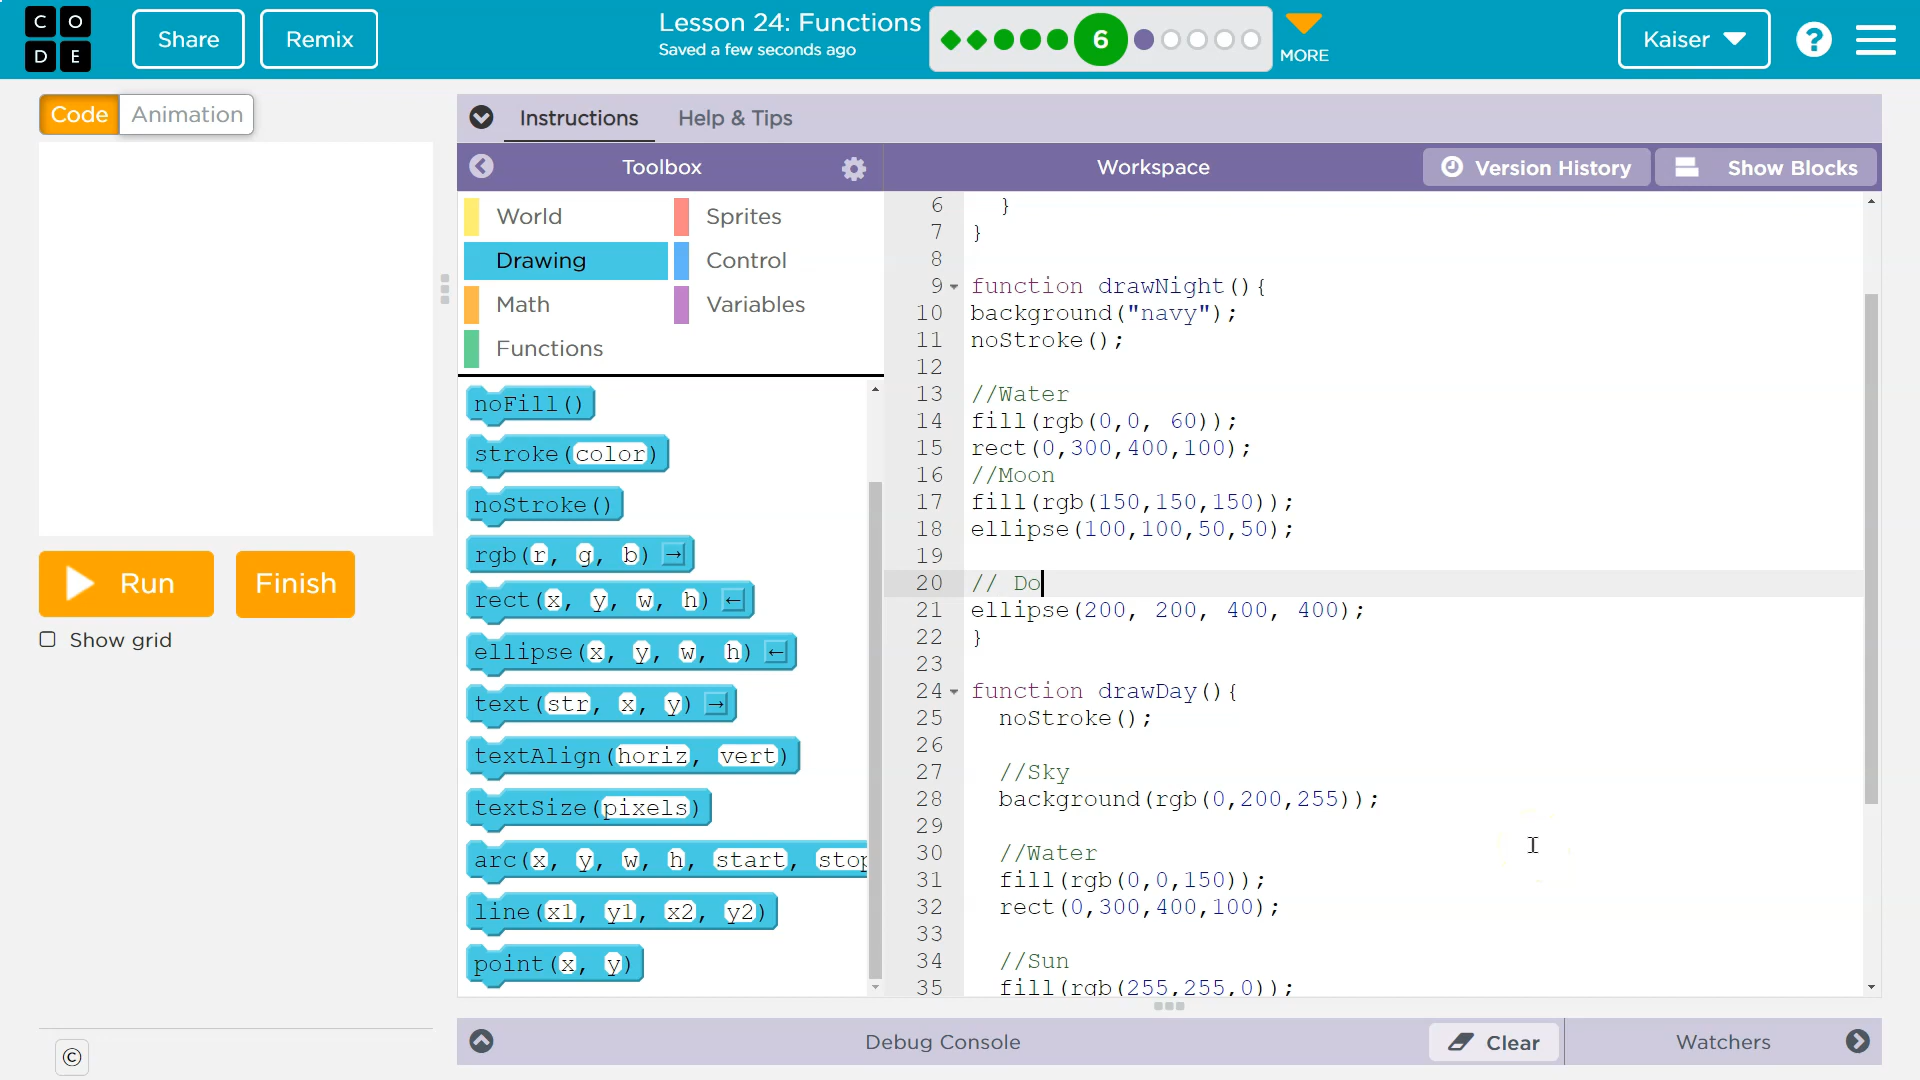 C O
D E
Share
Remix
Lesson 24: Functions
Saved a few seconds ago
6
MORE
Kaiser
?
Code
Animation
Instructions
Help & Tips
Toolbox
Workspace
Version History
Show Blocks
World
Sprites
Drawing
Control
Math
Variables
Functions
noFill()
stroke(color)
noStroke()
rgb(r, g, b) →
rect(x, y, w, h) ←
ellipse(x, y, w, h) ←
text(str, x, y) →
textAlign(horiz, vert)
textSize(pixels)
arc(x, y, w, h, start, stop
line(x1, y1, x2, y2)
point(x, y)
6 }
7 }
8
9 function drawNight(){
10 background("navy");
11 noStroke();
12
13 //Water
14 fill(rgb(0,0, 60));
15 rect(0,300,400,100);
16 //Moon
17 fill(rgb(150,150,150));
18 ellipse(100,100,50,50);
19
20 // Do
21 ellipse(200, 200, 400, 400);
22 }
23
24 function drawDay(){
25 noStroke();
26
27 //Sky
28 background(rgb(0,200,255));
29
30 //Water
31 fill(rgb(0,0,150));
32 rect(0,300,400,100);
33
34 //Sun
35 fill(rgb(255,255,0));
Run
Finish
Show grid
©
Debug Console
Clear
Watchers